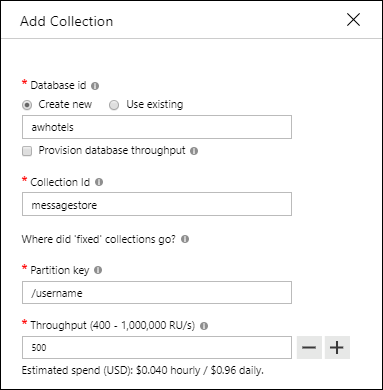 Add Collection
* Database id
Create new Use existing
awhotels
Provision database throughput
* Collection Id
messagestore
Where did 'fixed' collections go?
* Partition key
/username
* Throughput (400 - 1,000,000 RU/s)
500
Estimated spend (USD): $0.040 hourly / $0.96 daily.